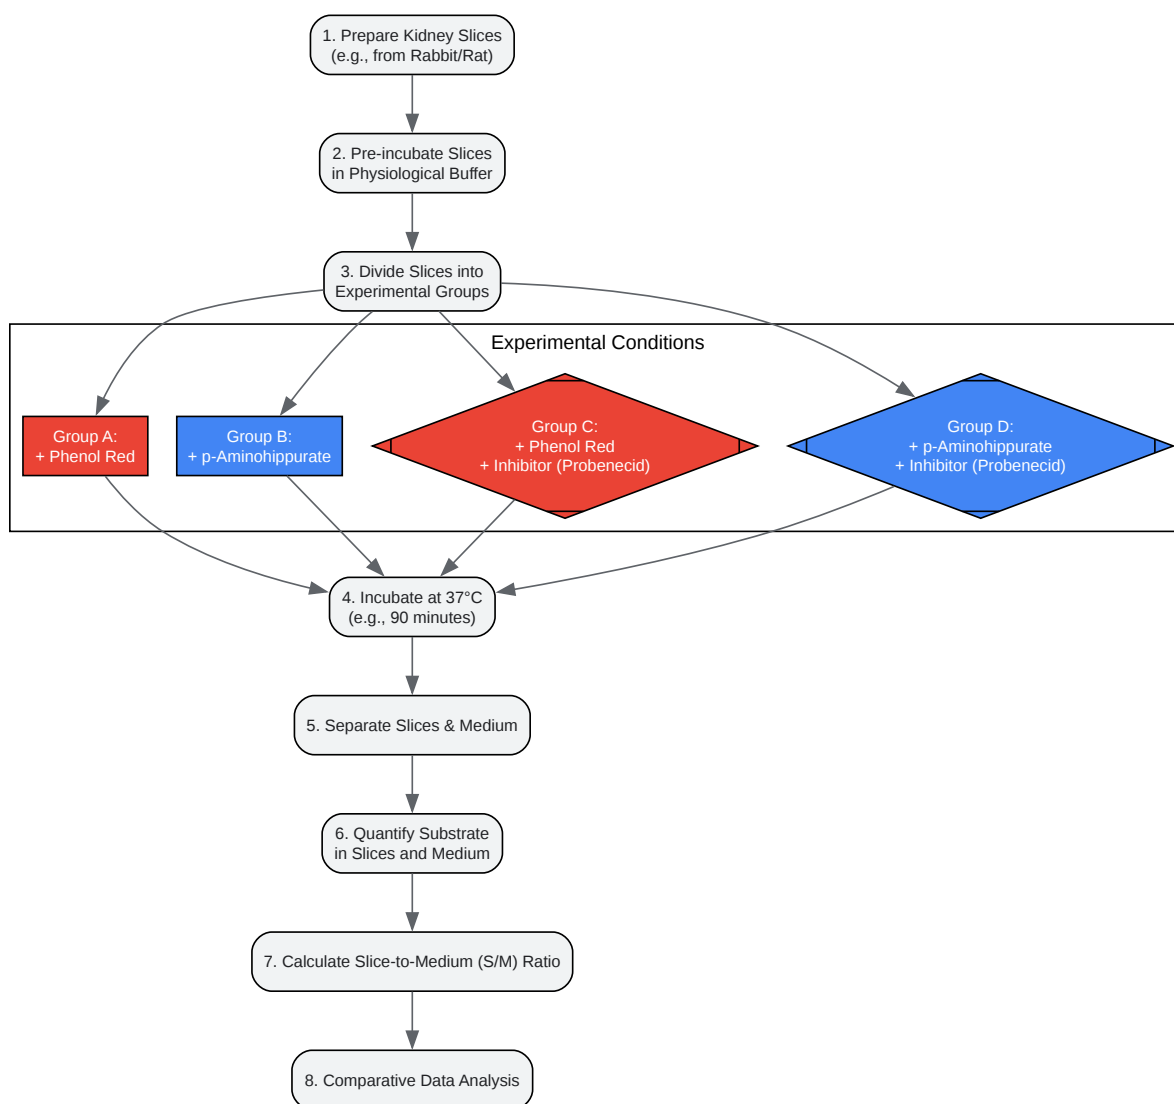 1. Prepare Kidney Slices
(e.g., from Rabbit/Rat)
2. Pre-incubate Slices
in Physiological Buffer
3. Divide Slices into
Experimental Groups
Experimental Conditions
Group A:
+ Phenol Red
Group B:
+ p-Aminohippurate
Group C:
+ Phenol Red
+ Inhibitor (Probenecid)
Group D:
+ p-Aminohippurate
+ Inhibitor (Probenecid)
4. Incubate at 37°C
(e.g., 90 minutes)
5. Separate Slices & Medium
6. Quantify Substrate
in Slices and Medium
7. Calculate Slice-to-Medium (S/M) Ratio
8. Comparative Data Analysis